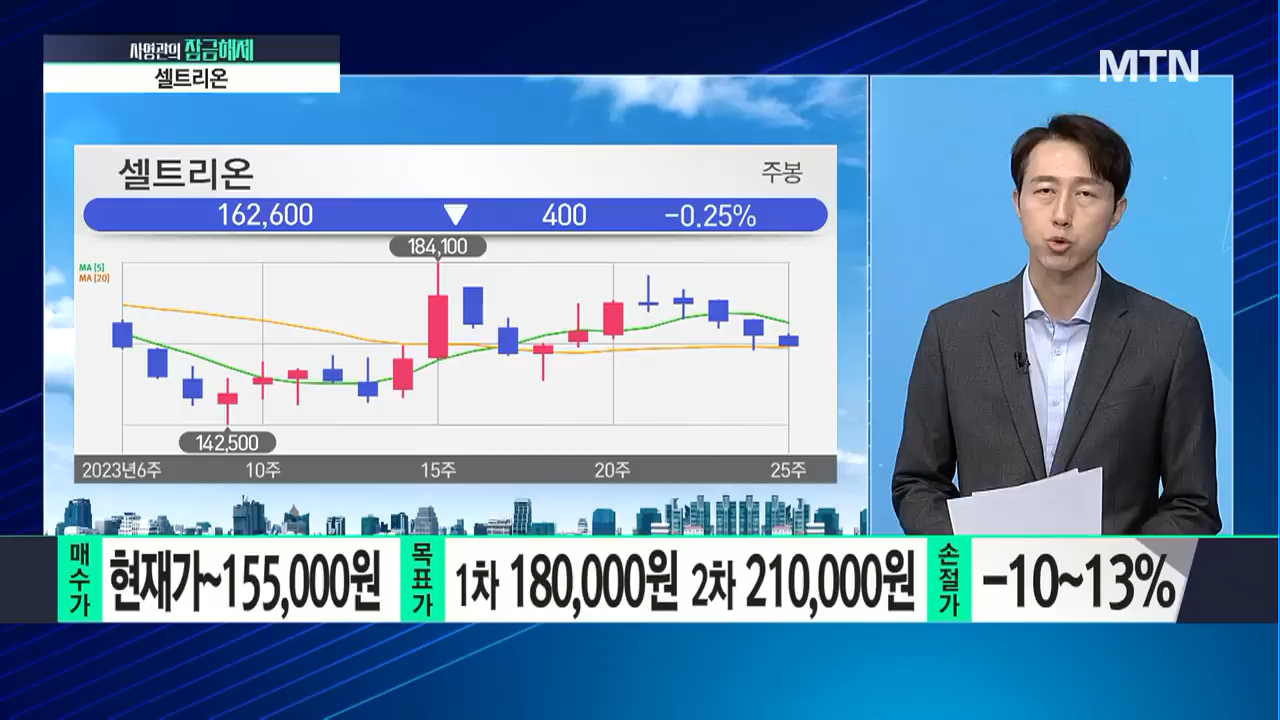 사명관의 잠금해제
셀트리온
MTN
셀트리온
주봉
162,600 ▼ 400 -0.25%
184,100
MA [5]
MA [20]
142,500
2023년6주 10주 15주 20주 25주
매수가 현재가~155,000원 목표가 1차 180,000원 2차 210,000원 손절가 -10~13%